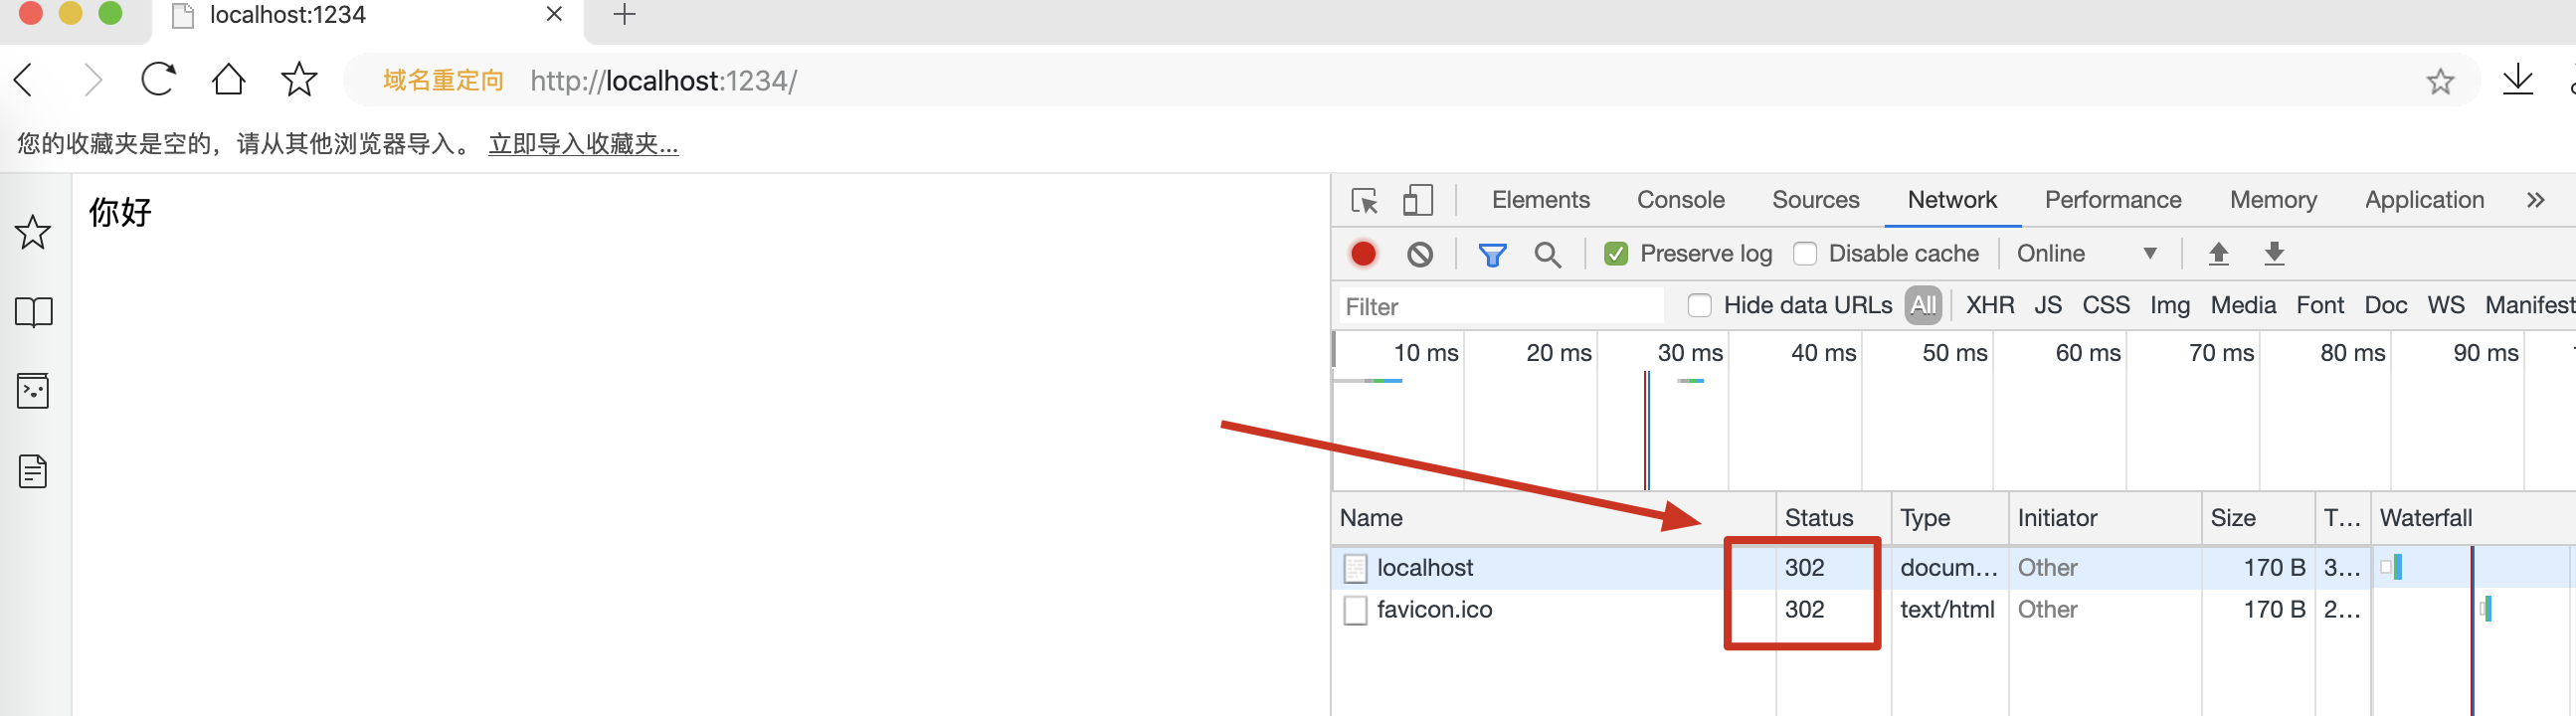 localhost:1234
域名重定向 http://localhost:1234/
您的收藏夹是空的，请从其他浏览器导入。 立即导入收藏夹...
你好
Elements Console Sources Network Performance Memory Application
Preserve log Disable cache Online
Filter Hide data URLs All XHR JS CSS Img Media Font Doc WS Manifest
10 ms 20 ms 30 ms 40 ms 50 ms 60 ms 70 ms 80 ms 90 ms
Name Status Type Initiator Size T... Waterfall
localhost 302 docum... Other 170 B 3...
favicon.ico 302 text/html Other 170 B 2...